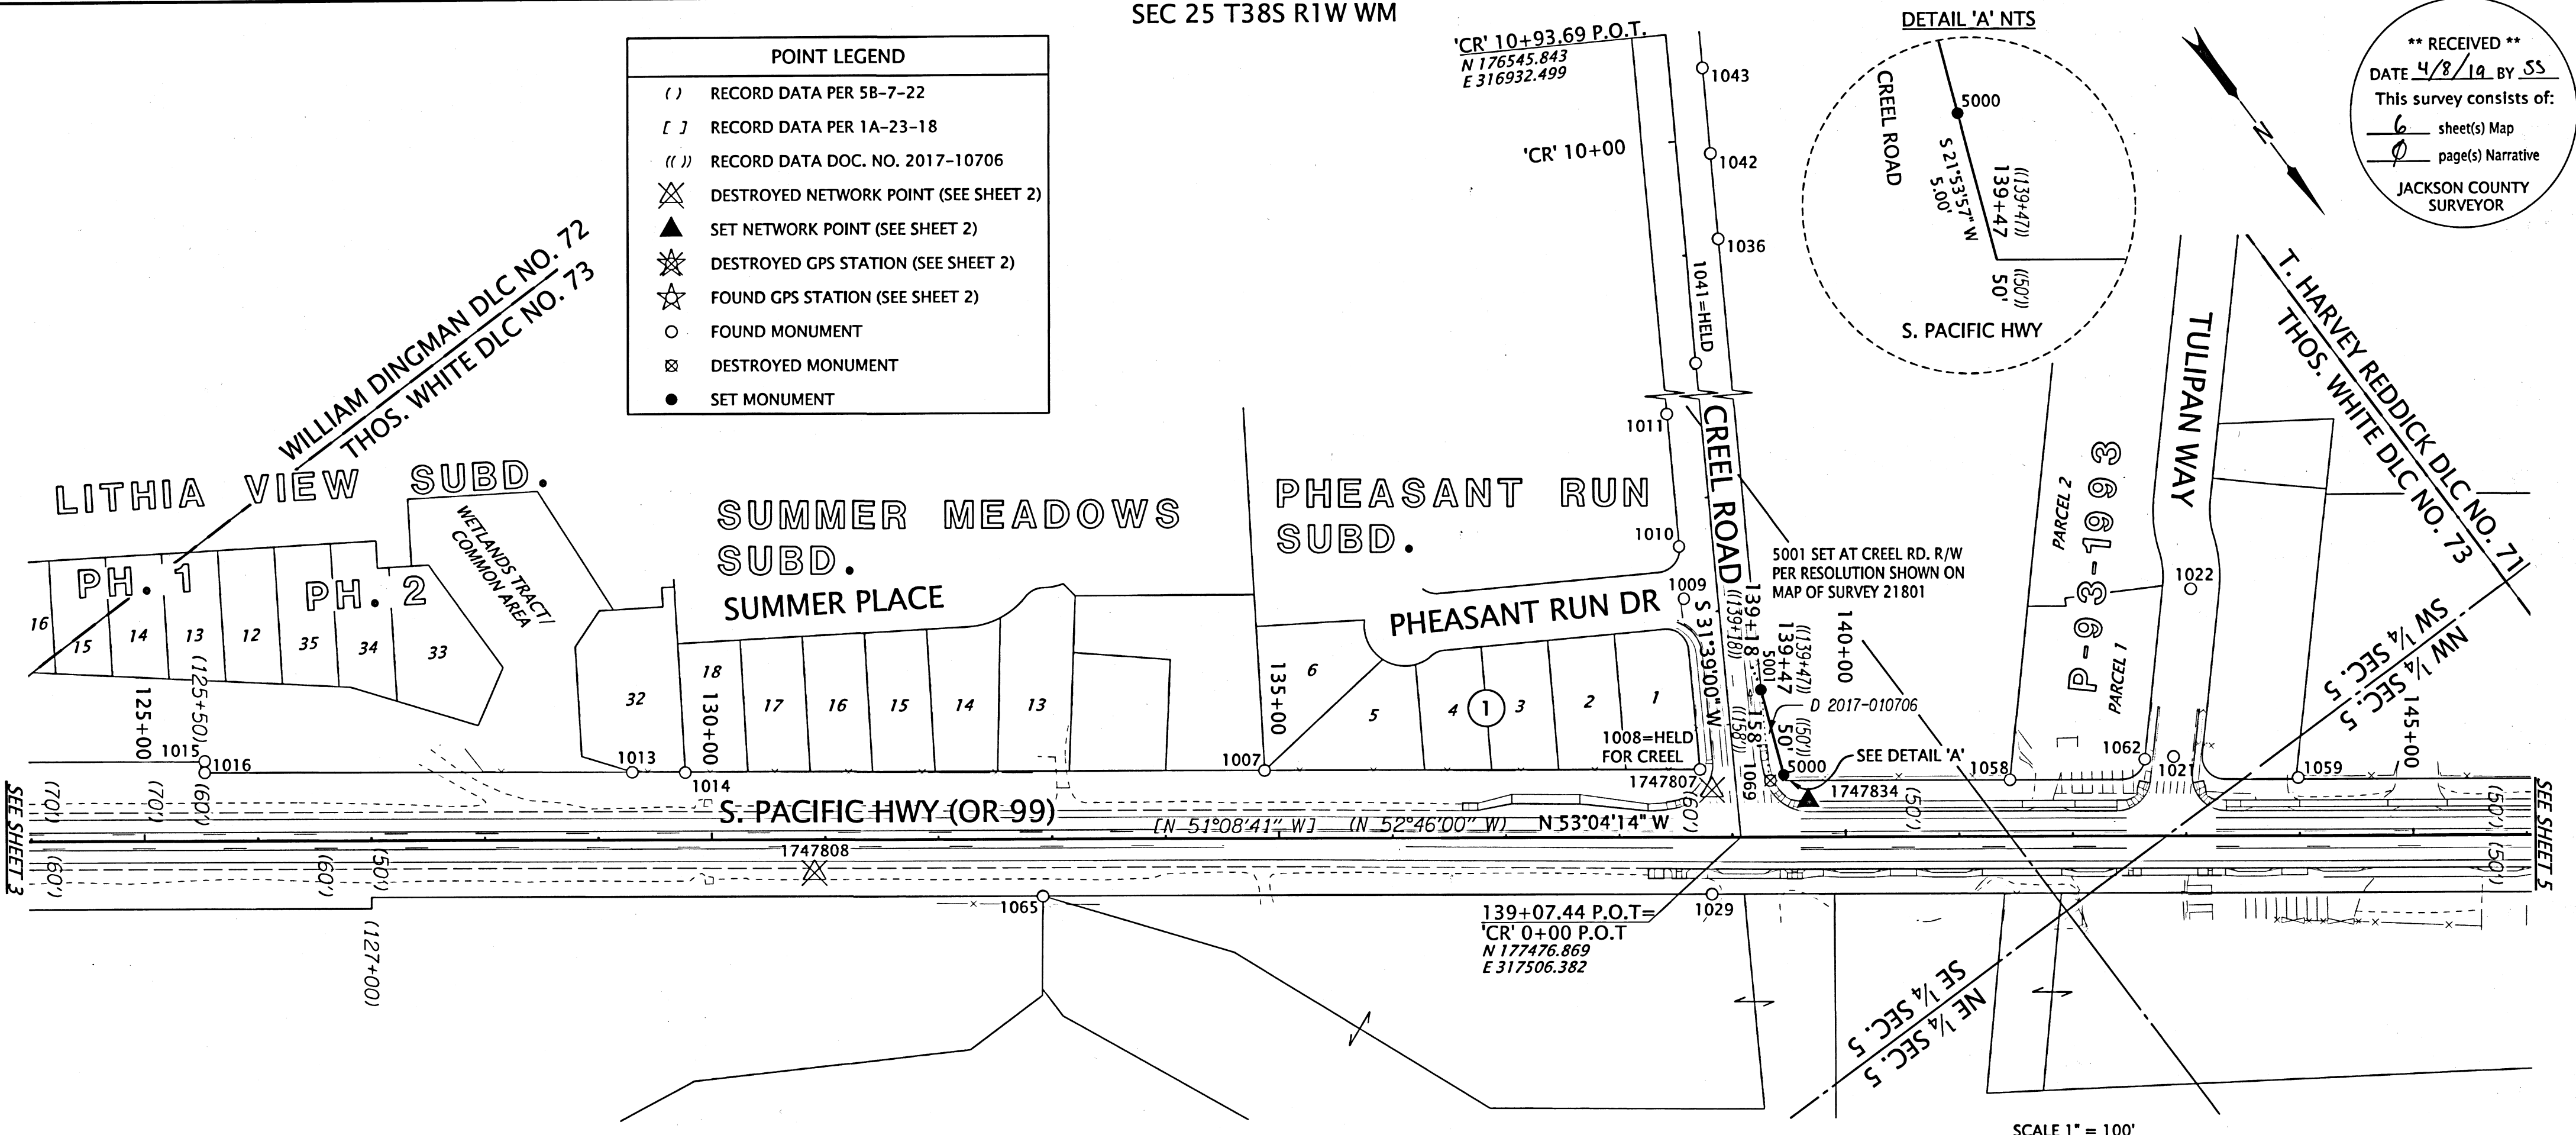 SEC 25 T38S R1W WM
POINT LEGEND
( ) RECORD DATA PER 5B-7-22
[ ] RECORD DATA PER 1A-23-18
(( )) RECORD DATA DOC. NO. 2017-10706
DESTROYED NETWORK POINT (SEE SHEET 2)
SET NETWORK POINT (SEE SHEET 2)
DESTROYED GPS STATION (SEE SHEET 2)
FOUND GPS STATION (SEE SHEET 2)
FOUND MONUMENT
DESTROYED MONUMENT
SET MONUMENT
'CR' 10+93.69 P.O.T.
N 176545.843
E 316932.499
'CR' 10+00
1043
1042
1036
1041=HELD
1011
1010
1009
CREEL ROAD
S 31°39'00" W
DETAIL 'A' NTS
CREEL ROAD
5000
S 21°53'57" W
5.00'
((139+47))
139+47
((50'))
50'
S. PACIFIC HWY
N
** RECEIVED **
DATE 4/8/19 BY SS
This survey consists of:
6 sheet(s) Map
0 page(s) Narrative
JACKSON COUNTY
SURVEYOR
WILLIAM DINGMAN DLC NO. 72
THOS. WHITE DLC NO. 73
LITHIA VIEW SUBD.
PH. 1
PH. 2
WETLANDS TRACT/
COMMON AREA
16
15
14
13
12
35
34
33
32
SUMMER MEADOWS
SUBD.
SUMMER PLACE
18
17
16
15
14
13
PHEASANT RUN
SUBD.
PHEASANT RUN DR
6
5
4
1
3
2
1
5001 SET AT CREEL RD. R/W
PER RESOLUTION SHOWN ON
MAP OF SURVEY 21801
139+18
((139+18))
5001
139+47
((139+47))
158'
((158'))
50'
((50'))
1069
D 2017-010706
140+00
SEE DETAIL 'A'
5000
1747834
1008=HELD
FOR CREEL
1747807
(60')
TULIPAN WAY
PARCEL 2
P-93-1993
PARCEL 1
1022
T. HARVEY REDDICK DLC NO. 71
THOS. WHITE DLC NO. 73
SW 1/4 SEC. 5
NW 1/4 SEC. 5
145+00
1058
1062
1021
1059
125+00
(125+50)
1015
1016
1013
1014
130+00
135+00
1007
SEE SHEET 3
(70')
(70')
(60')
S. PACIFIC HWY (OR 99)
[N 51°08'41" W]
(N 52°46'00" W)
N 53°04'14" W
(50')
(50')
SEE SHEET 5
(60')
(60')
(50')
(127+00)
1747808
1065
1029
(50')
139+07.44 P.O.T=
'CR' 0+00 P.O.T
N 177476.869
E 317506.382
SE 1/4 SEC. 5
NE 1/4 SEC. 5
SCALE 1" = 100'